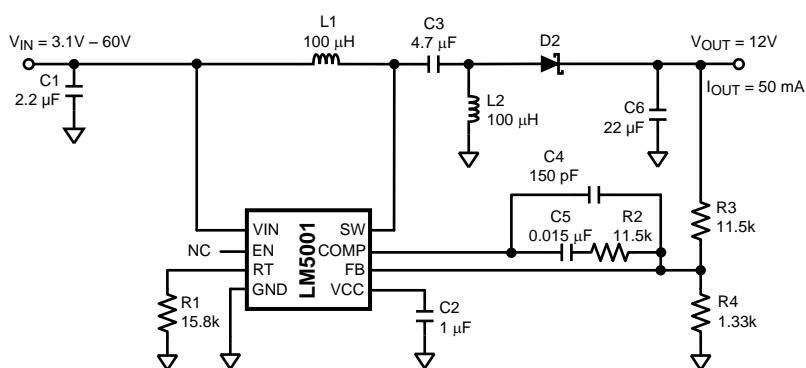 VIN = 3.1V – 60V
L1
100 μH
C3
4.7 μF
D2
VOUT = 12V
IOUT = 50 mA
C1
2.2 µF
L2
100 μH
C6
22 µF
C4
150 pF
C5
0.015 µF
R2
11.5k
R3
11.5k
VIN
SW
NC
EN
COMP
RT
FB
GND
VCC
LM5001
R1
15.8k
C2
1 μF
R4
1.33k